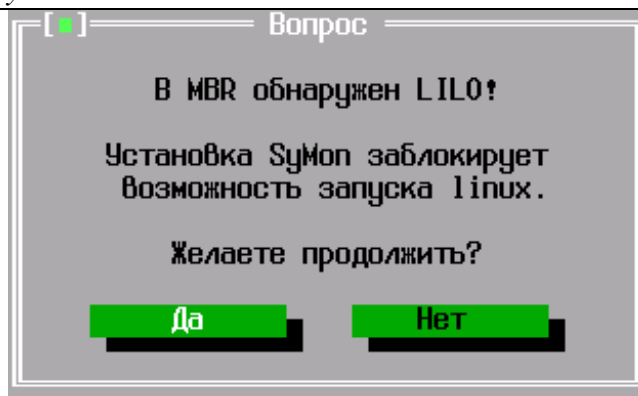 [■] Вопрос
В MBR обнаружен LILO!
Установка SyMon заблокирует
возможность запуска linux.
Желаете продолжить?
Да Нет